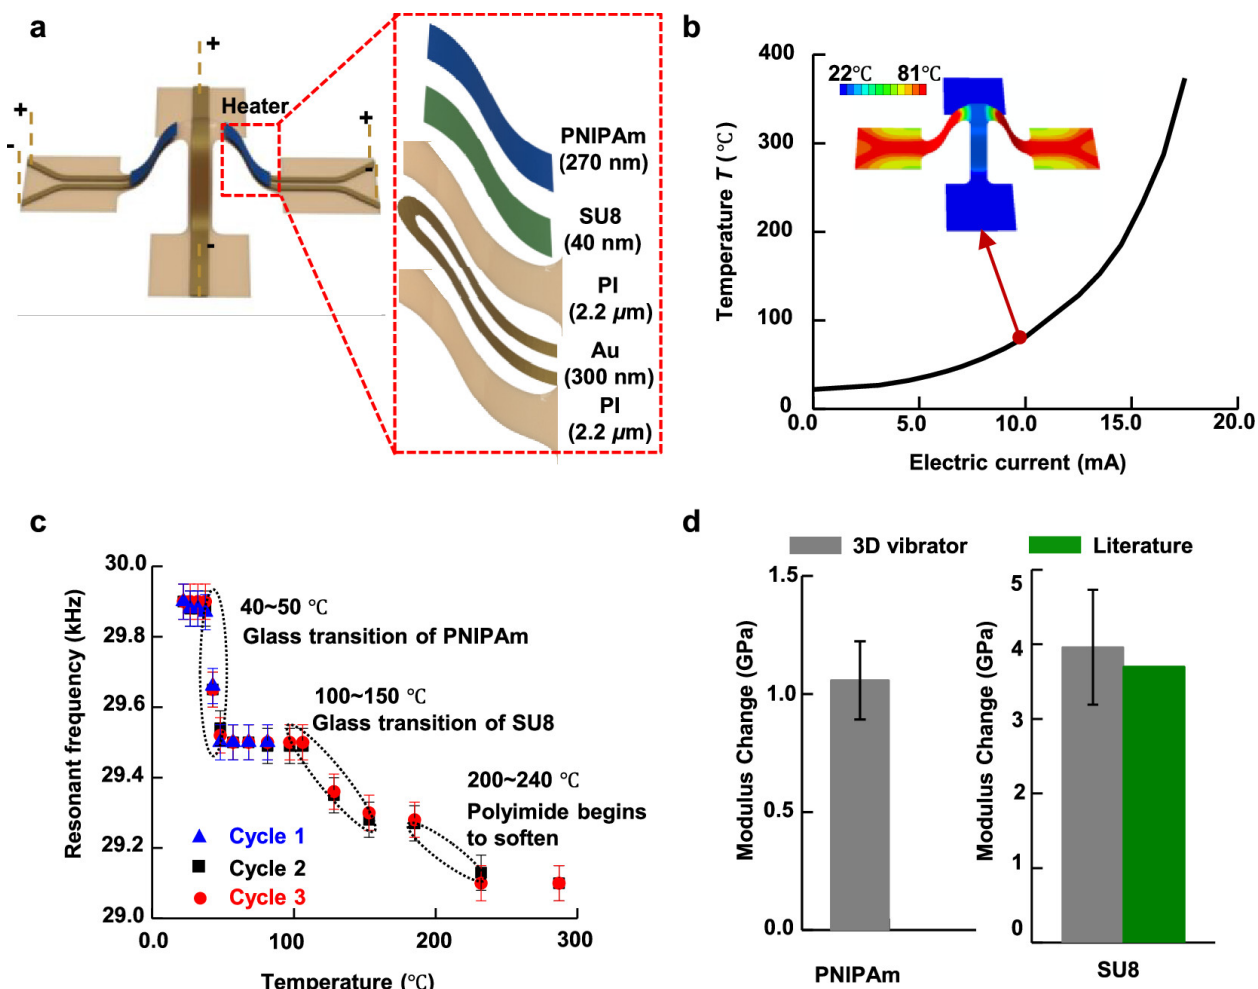 a
+
+
-
Heater
+
-
-
PNIPAm
(270 nm)
SU8
(40 nm)
PI
(2.2 µm)
Au
(300 nm)
PI
(2.2 µm)
b
400
300
200
100
0
Temperature T (℃)
22℃ 81℃
0.0 5.0 10.0 15.0 20.0
Electric current (mA)
c
30.0
29.8
29.6
29.4
29.2
29.0
Resonant frequency (kHz)
40~50 ℃
Glass transition of PNIPAm
100~150 ℃
Glass transition of SU8
200~240 ℃
Polyimide begins
to soften
Cycle 1
Cycle 2
Cycle 3
0.0 100 200 300
Temperature (℃)
d
3D vibrator
Literature
1.5
1.0
0.5
0.0
Modulus Change (GPa)
PNIPAm
5
4
3
2
1
0
Modulus Change (GPa)
SU8